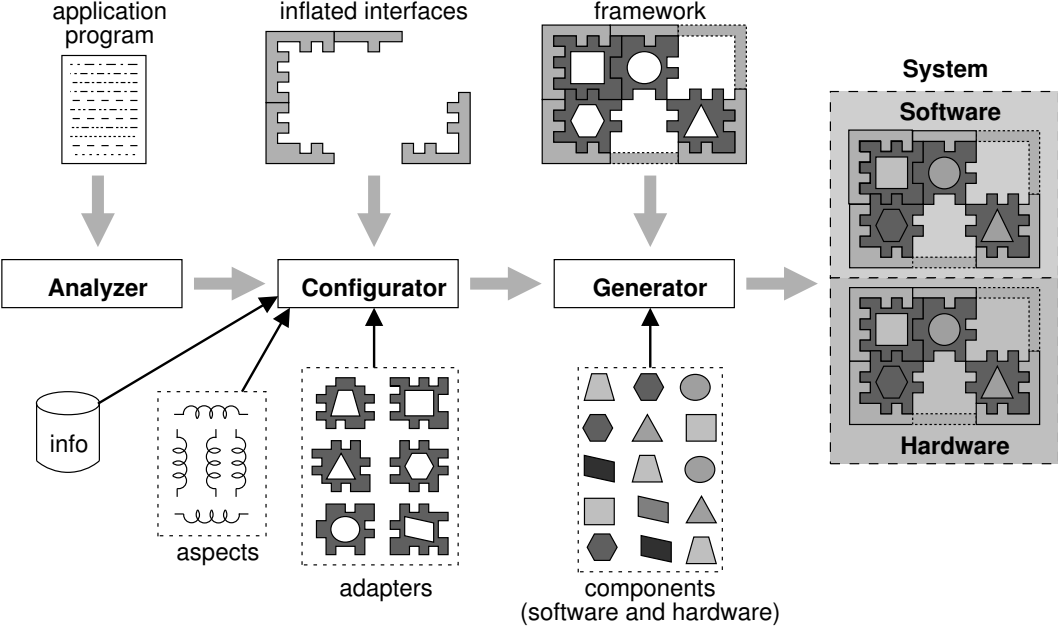 application
program
inflated interfaces
framework
System
Software
Analyzer
Configurator
Generator
info
aspects
adapters
components
(software and hardware)
Hardware